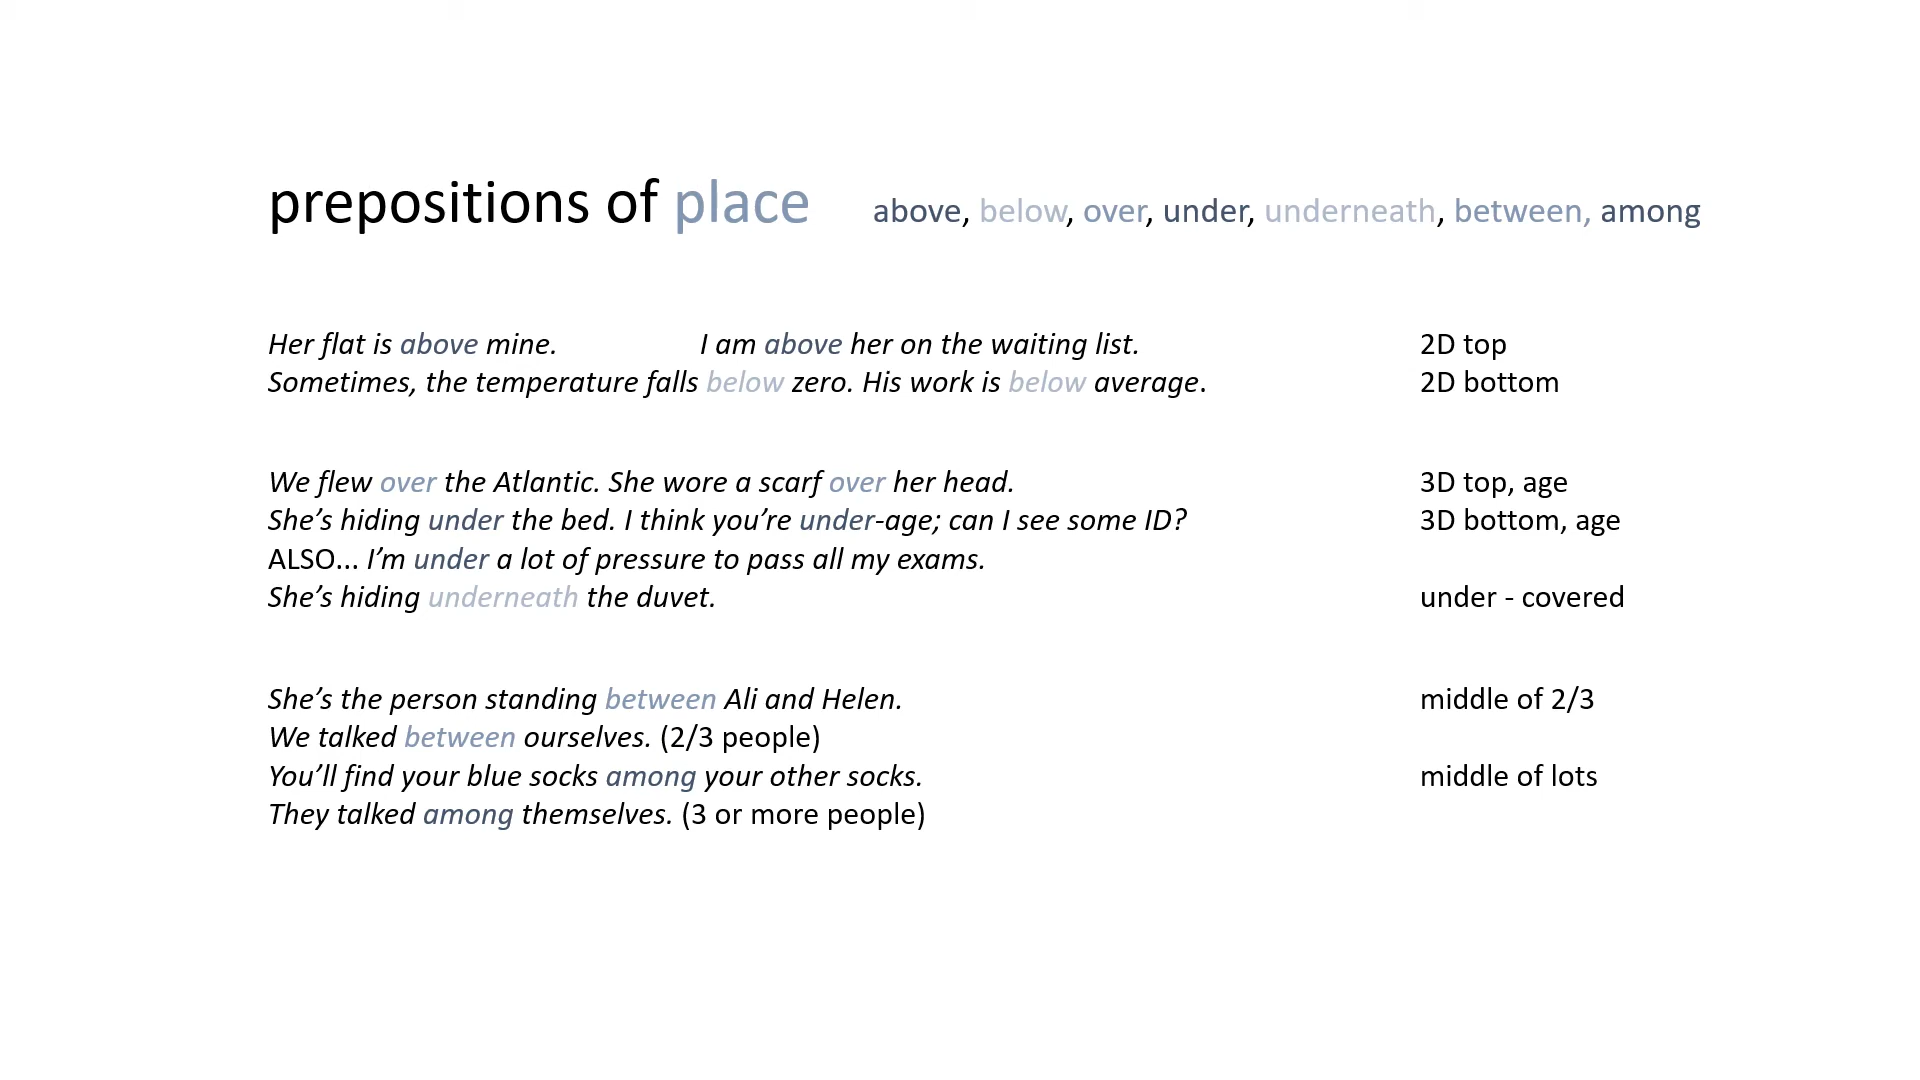 prepositions of place above, below, over, under, underneath, between, among
Her flat is above mine. I am above her on the waiting list. 2D top
Sometimes, the temperature falls below zero. His work is below average. 2D bottom
We flew over the Atlantic. She wore a scarf over her head. 3D top, age
She’s hiding under the bed. I think you’re under-age; can I see some ID? 3D bottom, age
ALSO... I’m under a lot of pressure to pass all my exams.
She’s hiding underneath the duvet. under - covered
She’s the person standing between Ali and Helen. middle of 2/3
We talked between ourselves. (2/3 people)
You’ll find your blue socks among your other socks. middle of lots
They talked among themselves. (3 or more people)